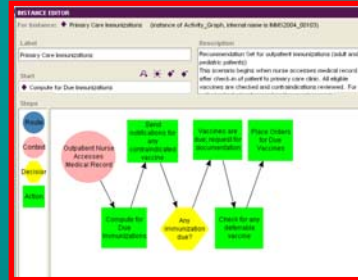 INSTANCE EDITOR
For Instance: Primary Care Immunizations (instance of Activity_Graph, internal name is IMMS2004_00103)
Label
Description
Primary Care Immunizations
Recommendation Set for outpatient immunizations (adult and
pediatric patients)
This scenario begins when nurse accesses medical record
after check-in of patient to primary care clinic. All eligible
vaccines are checked and contraindications reviewed. For
Start
Compute for Due Immunizations
Steps
Route
Context
Decision
Action
Outpatient Nurse
Accesses
Medical Record
Send
notifications for
any
contraindicated
vaccine
Vaccines are
due, request for
documentation
Place Orders
for Due
Vaccines
Compute for
Due
Immunizations
Any
immunization
due?
Check for any
deferrable
vaccine